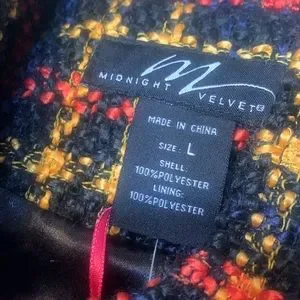 MIDNIGHT
VELVET®
MADE IN CHINA
SIZE: L
SHELL:
100%POLYESTER
LINING:
100%POLYESTER